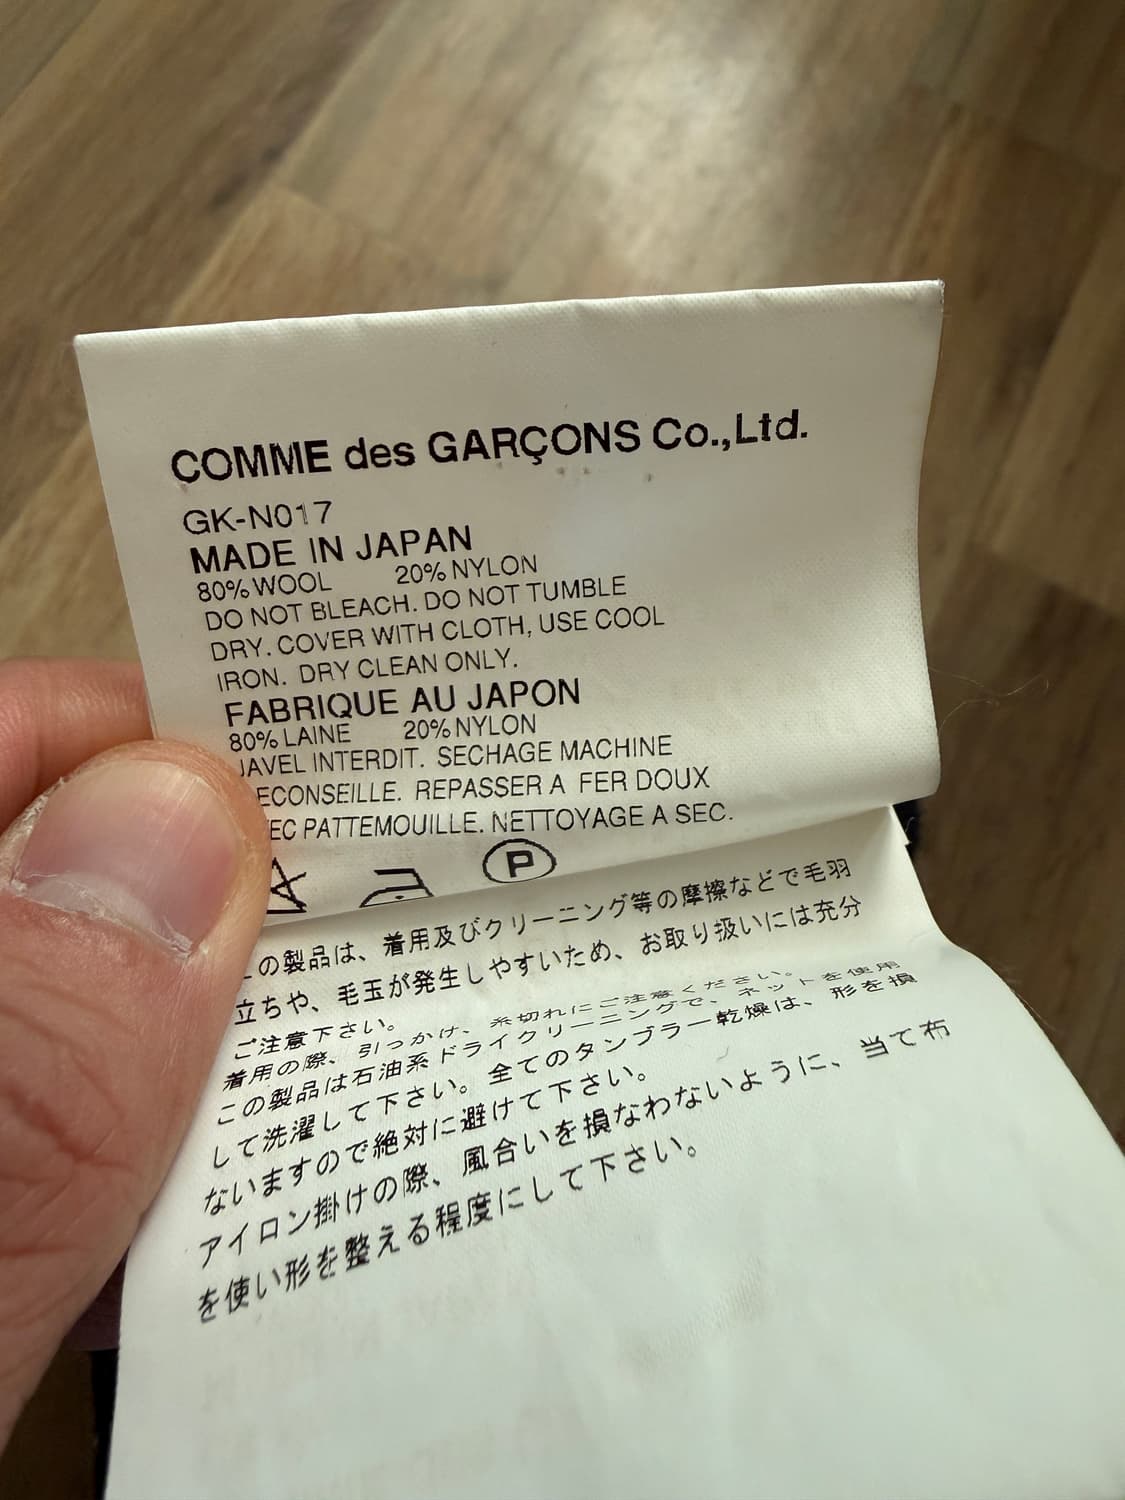 COMME des GARÇONS Co.,Ltd.
GK-N017
MADE IN JAPAN
80% WOOL 20% NYLON
DO NOT BLEACH. DO NOT TUMBLE
DRY. COVER WITH CLOTH, USE COOL
IRON. DRY CLEAN ONLY.
FABRIQUE AU JAPON
80% LAINE 20% NYLON
JAVEL INTERDIT. SECHAGE MACHINE
ECONSEILLE. REPASSER A FER DOUX
EC PATTEMOUILLE. NETTOYAGE A SEC.
P
この製品は、着用及びクリーニング等の摩擦などで毛羽
立ちや、毛玉が発生しやすいため、お取り扱いには充分
ご注意下さい。
着用の際、引っかけ、糸切れにご注意ください。
この製品は石油系ドライクリーニングで、ネットを使用
して洗濯して下さい。全てのタンブラー乾燥は、形を損
ないますので絶対に避けて下さい。
アイロン掛けの際、風合いを損なわないように、当て布
を使い形を整える程度にして下さい。